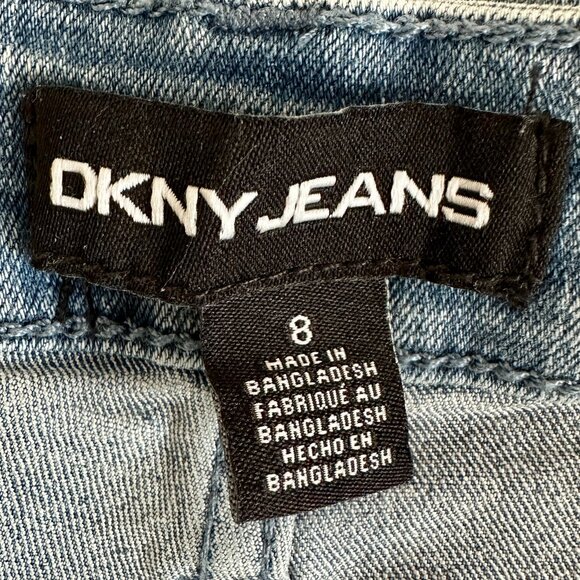 DKNY JEANS
8
MADE IN
BANGLADESH
FABRIQUÉ AU
BANGLADESH
HECHO EN
BANGLADESH